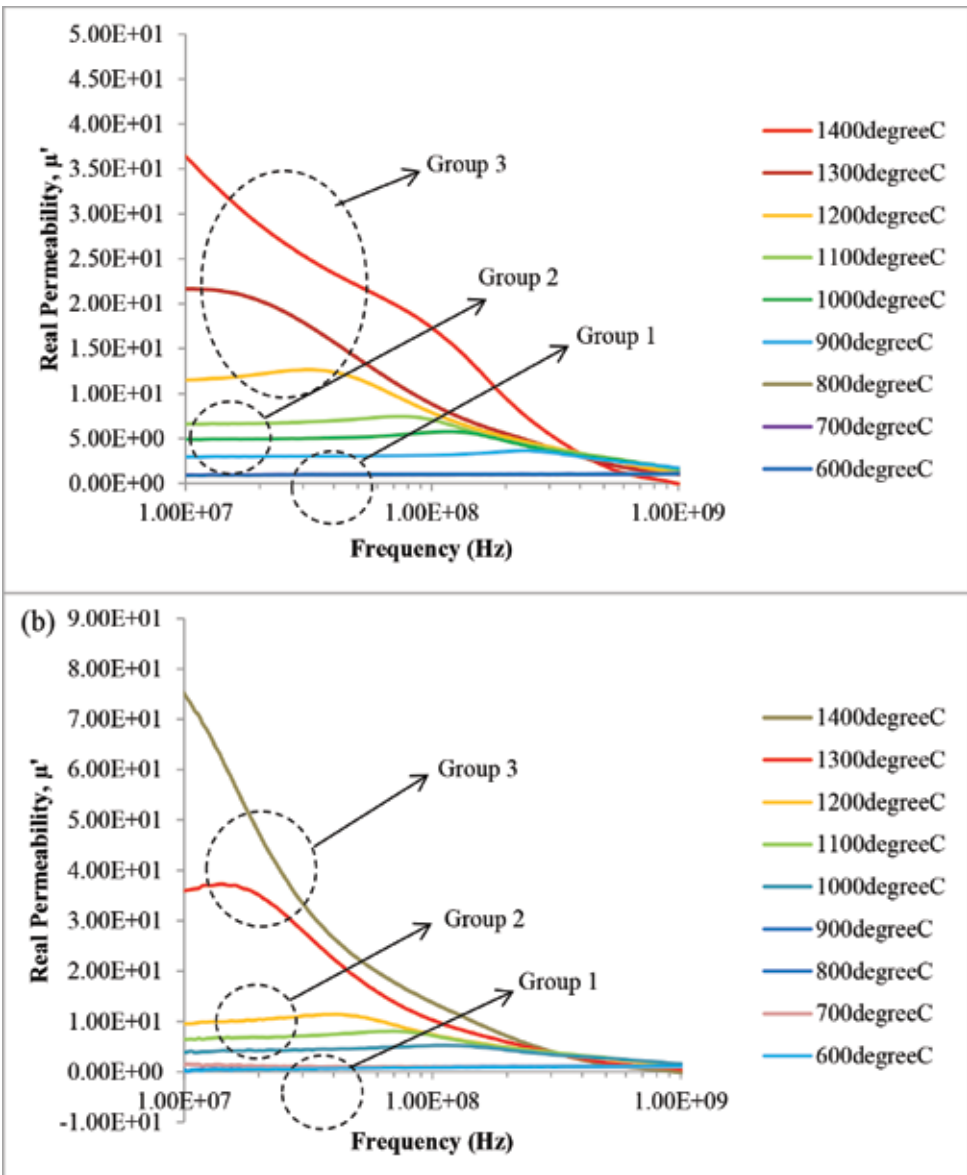 5.00E+01
4.50E+01
4.00E+01
3.50E+01
3.00E+01
2.50E+01
2.00E+01
1.50E+01
1.00E+01
5.00E+00
0.00E+00
Real Permeability, µ'
1.00E+07
1.00E+08
1.00E+09
Frequency (Hz)
Group 3
Group 2
Group 1
1400degreeC
1300degreeC
1200degreeC
1100degreeC
1000degreeC
900degreeC
800degreeC
700degreeC
600degreeC
(b)
9.00E+01
8.00E+01
7.00E+01
6.00E+01
5.00E+01
4.00E+01
3.00E+01
2.00E+01
1.00E+01
0.00E+00
-1.00E+01
Real Permeability, µ'
1.00E+07
1.00E+08
1.00E+09
Frequency (Hz)
Group 3
Group 2
Group 1
1400degreeC
1300degreeC
1200degreeC
1100degreeC
1000degreeC
900degreeC
800degreeC
700degreeC
600degreeC